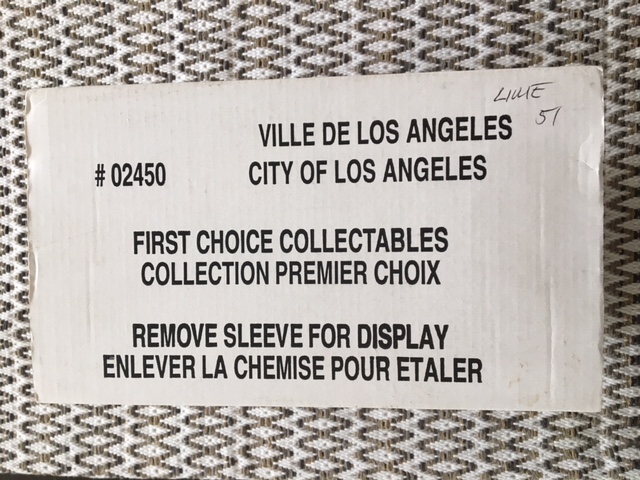 51
VILLE DE LOS ANGELES
# 02450 CITY OF LOS ANGELES
FIRST CHOICE COLLECTABLES
COLLECTION PREMIER CHOIX
REMOVE SLEEVE FOR DISPLAY
ENLEVER LA CHEMISE POUR ETALER